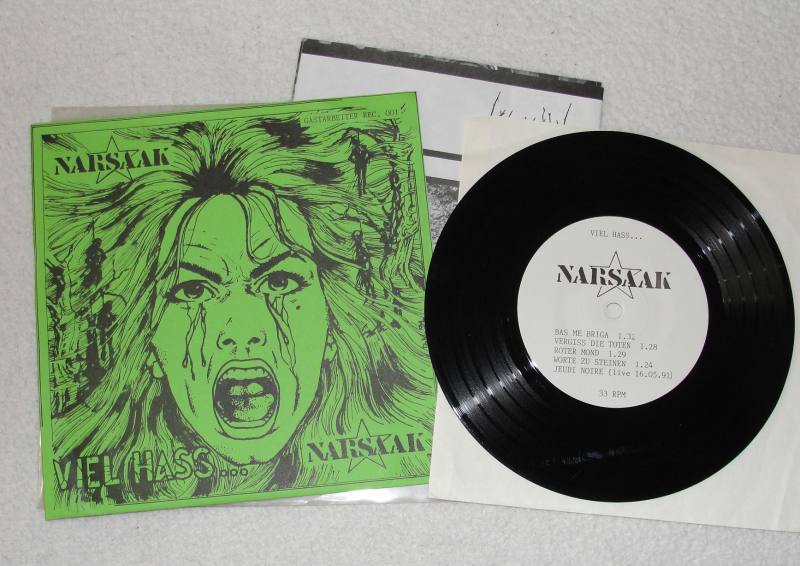 GASTARBEITER REC. 001
NARSAAK
VIEL HASS...
NARSAAK
VIEL HASS...
NARSAAK
BAS ME BRIGA 1.32
VERGISS DIE TOTEN 1.28
ROTER MOND 1.29
WORTE ZU STEINEN 1.24
JEUDI NOIRE (live 16.05.91)
33 RPM